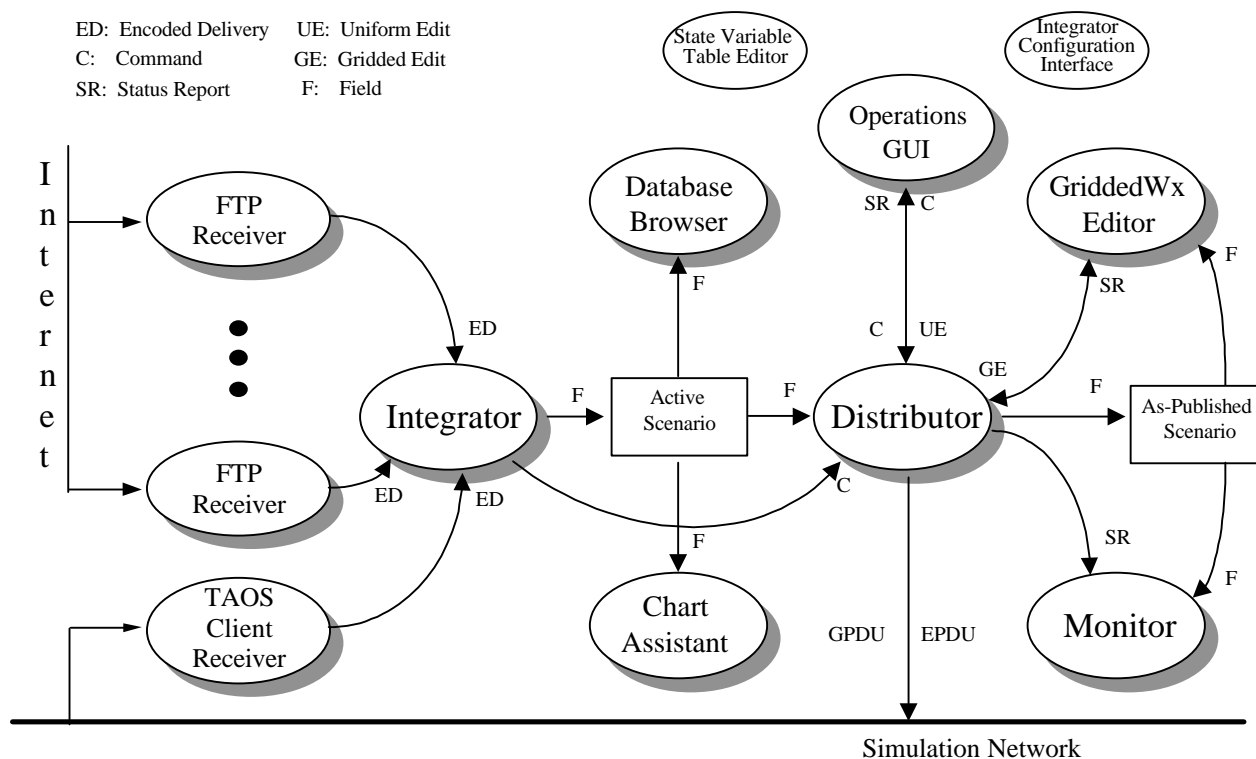 ED: Encoded Delivery UE: Uniform Edit
C: Command GE: Gridded Edit
SR: Status Report F: Field
State Variable
Table Editor
Integrator
Configuration
Interface
Operations
GUI
Internet
FTP
Receiver
Database
Browser
SR C
GriddedWx
Editor
F
F
SR
ED
C UE
GE
Integrator
F
Active
Scenario
F
Distributor
F
As-Published
Scenario
FTP
Receiver
ED
ED
C
F
SR
F
TAOS
Client
Receiver
Chart
Assistant
GPDU EPDU
Monitor
Simulation Network